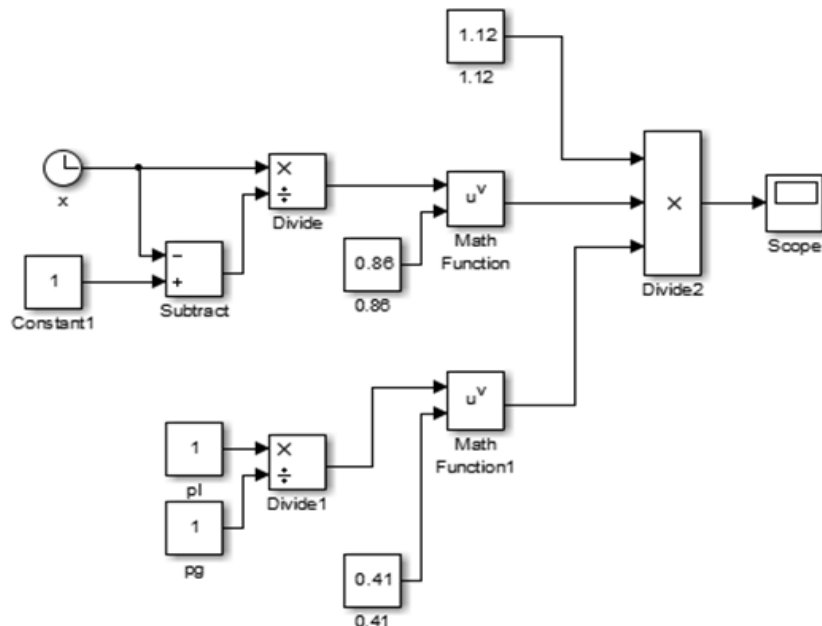 1.12
1.12
x
×
÷
Divide
−
+
Subtract
1
Constant1
u^v
Math
Function
0.86
0.86
×
Divide2
Scope
1
pl
×
÷
Divide1
1
pg
u^v
Math
Function1
0.41
0.41